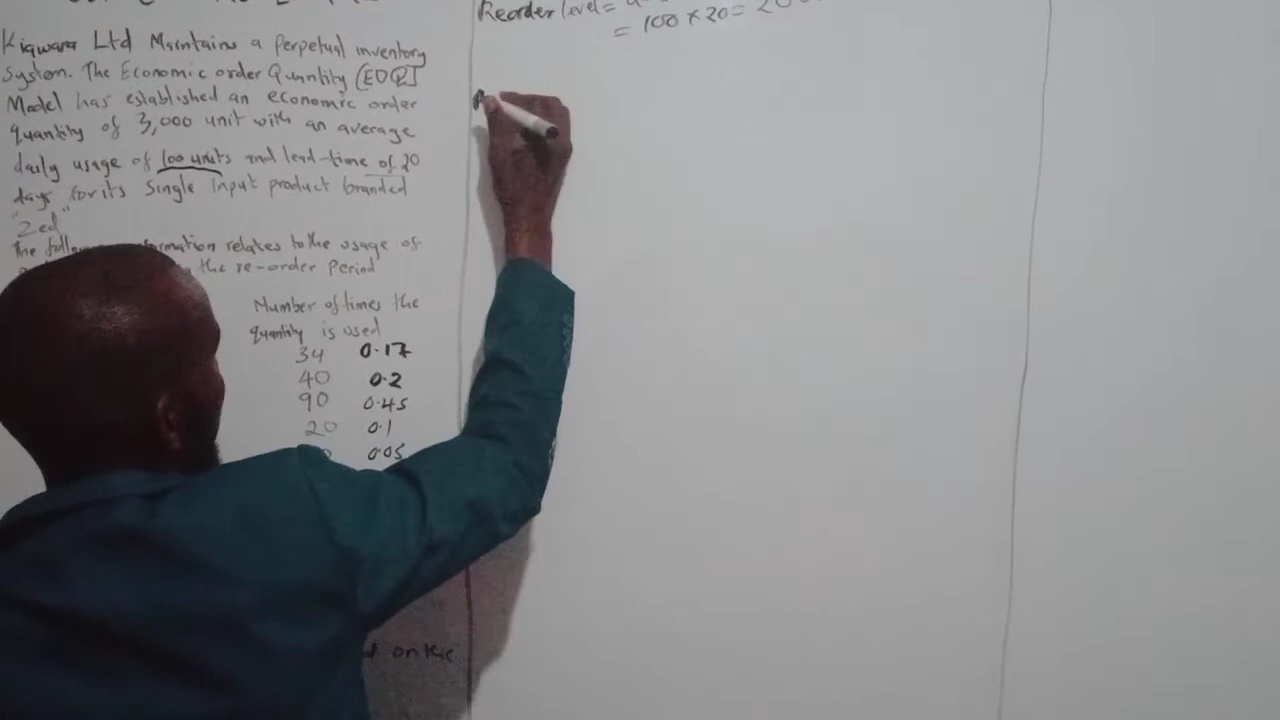 Kigwara Ltd Maintains a perpetual inventory
System. The Economic order Quantity (EOQ)
Model has established an economic order
quantity of 3,000 unit with an average
daily usage of 100 units and lead-time of 20
days for its Single Input product branded
"Zed"
The information relates to the usage of
the re-order Period
Number of times the
quantity is used
34 0.17
40 0.2
90 0.45
20 0.1
0.05
on the
Reorder level =
= 100 × 20 =